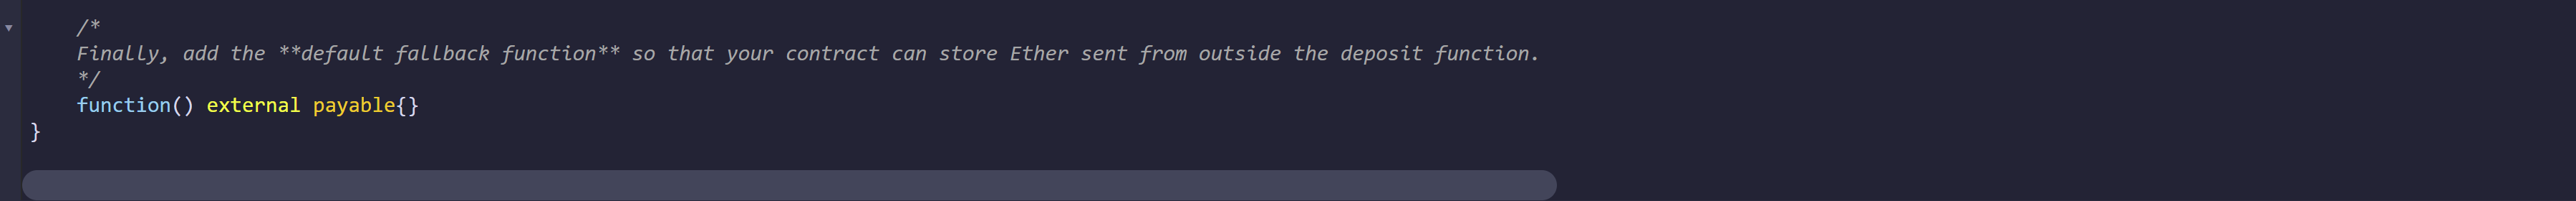 /*
Finally, add the **default fallback function** so that your contract can store Ether sent from outside the deposit function.
*/
function() external payable{}
}